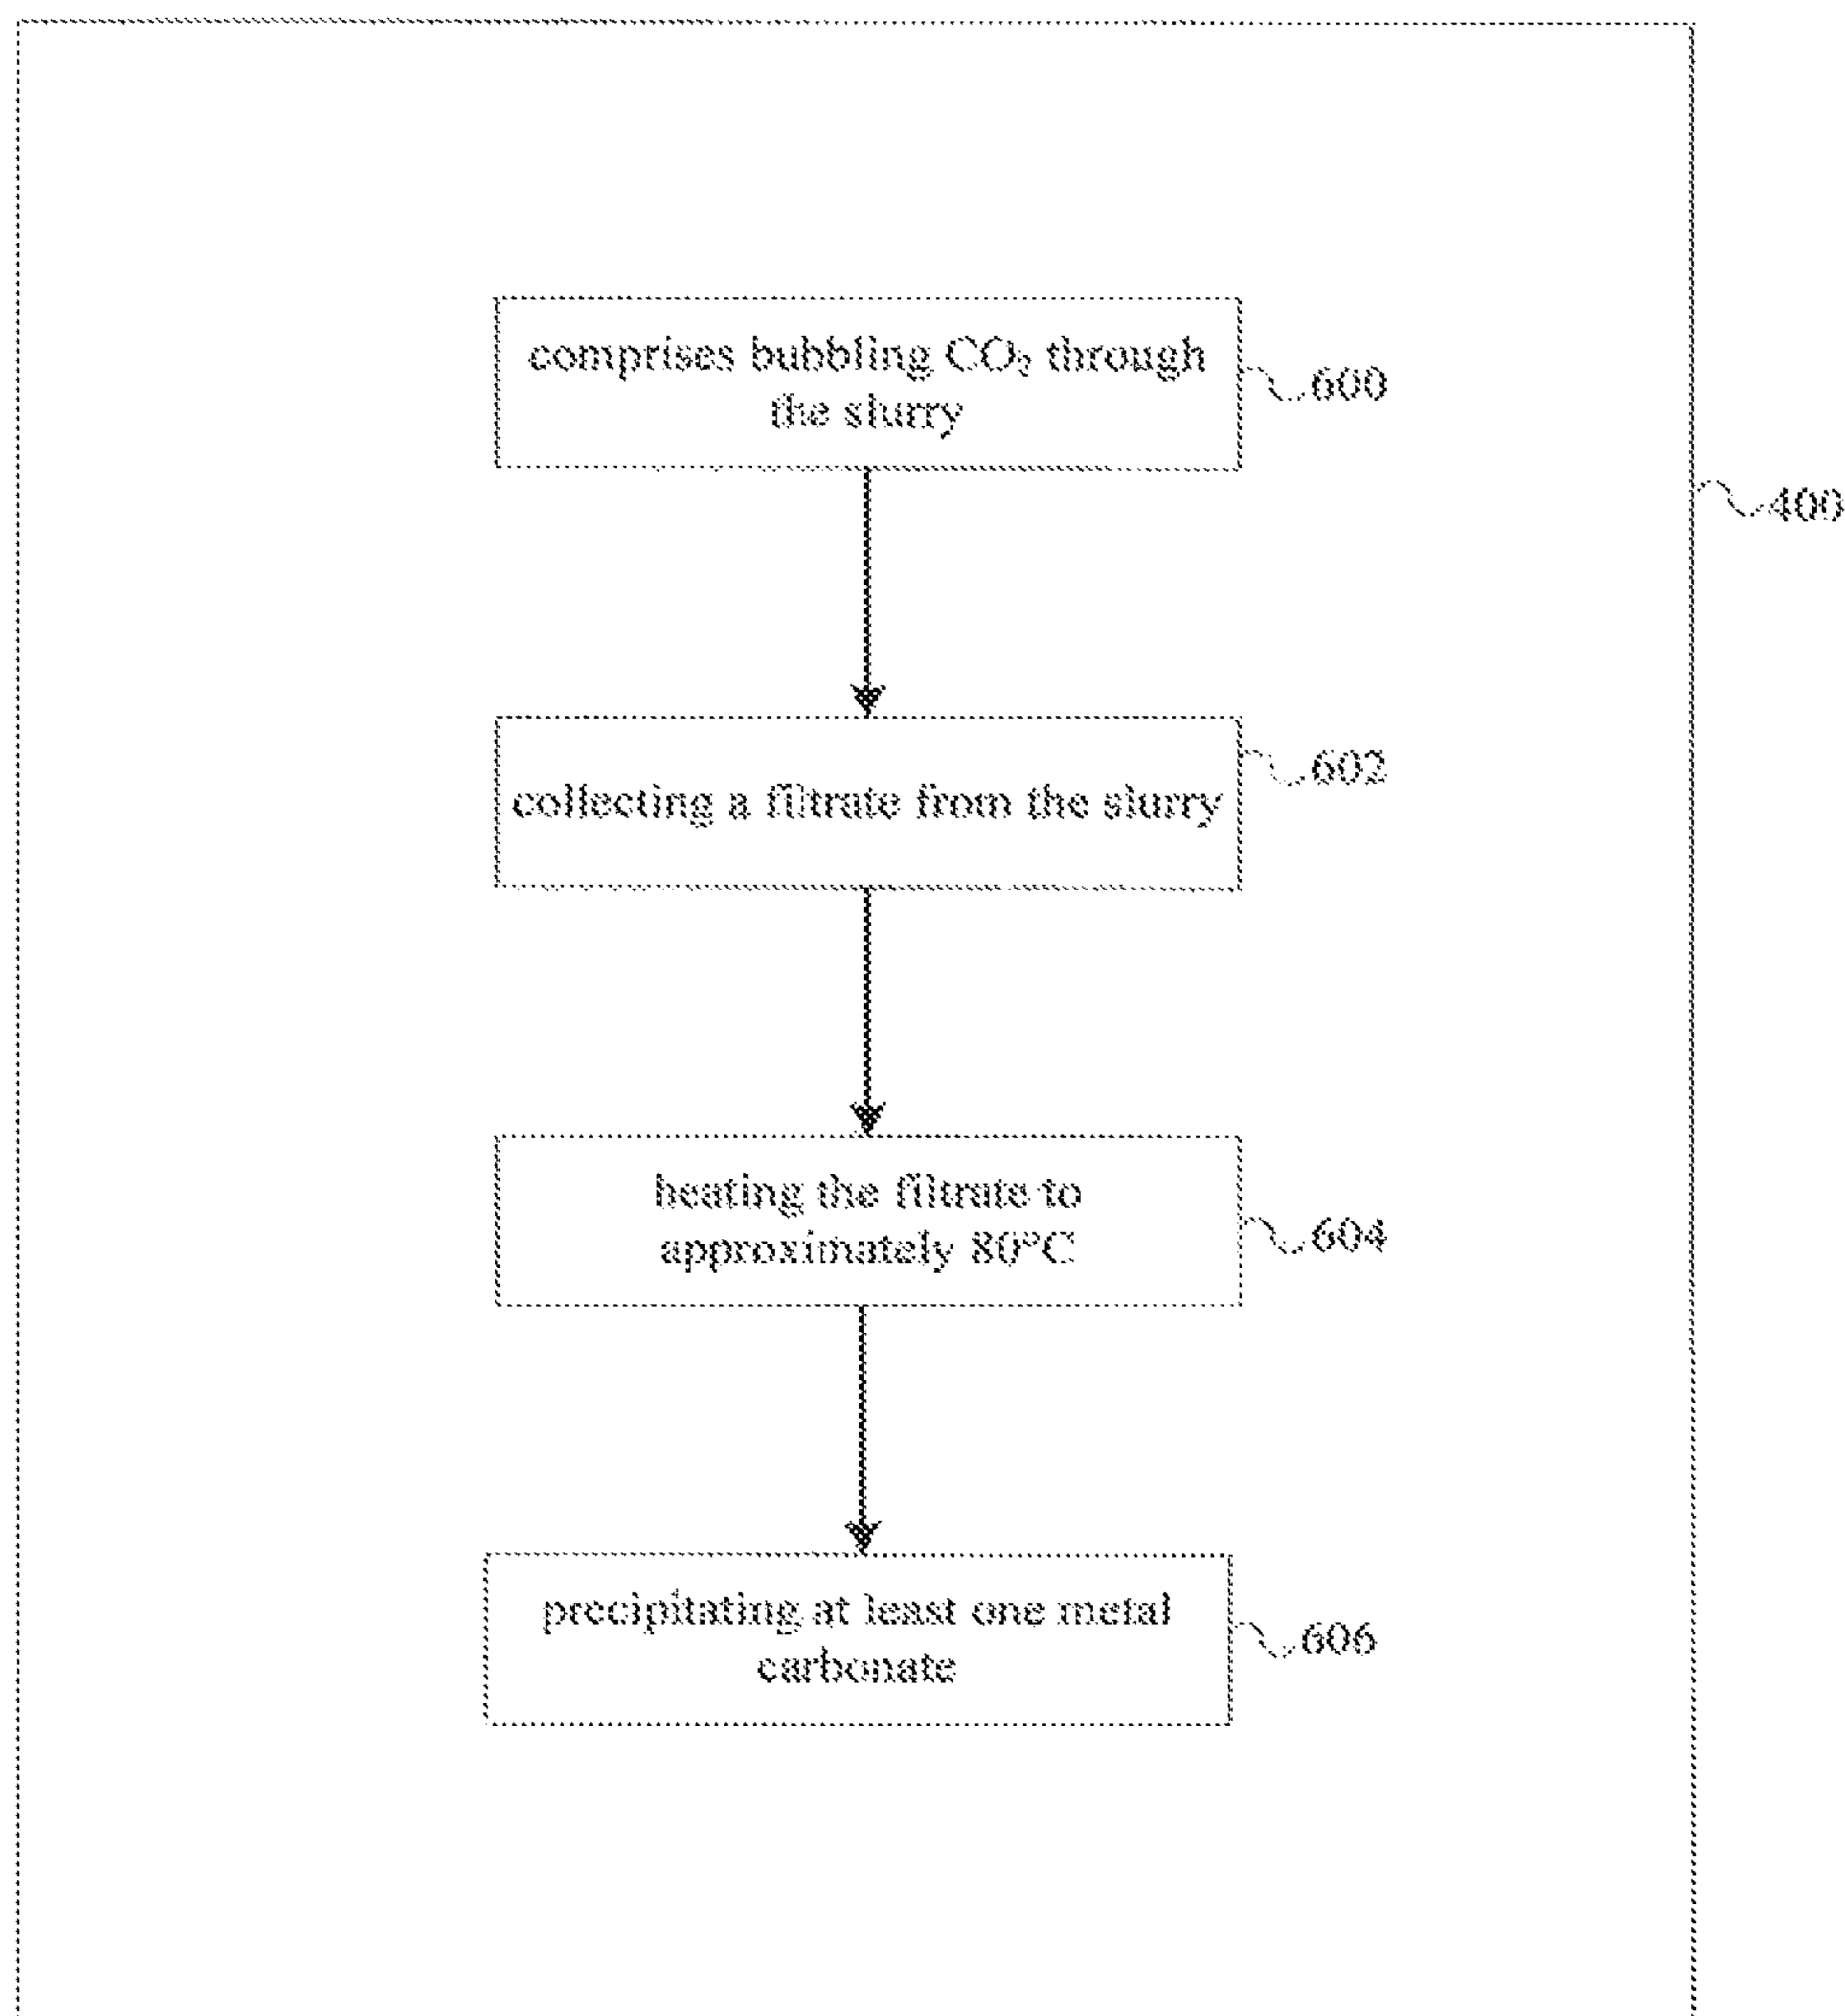 comprises bubbling CO₂ through
the slurry
600
400
collecting a filtrate from the slurry
602
heating the filtrate to
approximately 80°C
604
precipitating at least one metal
carbonate
606